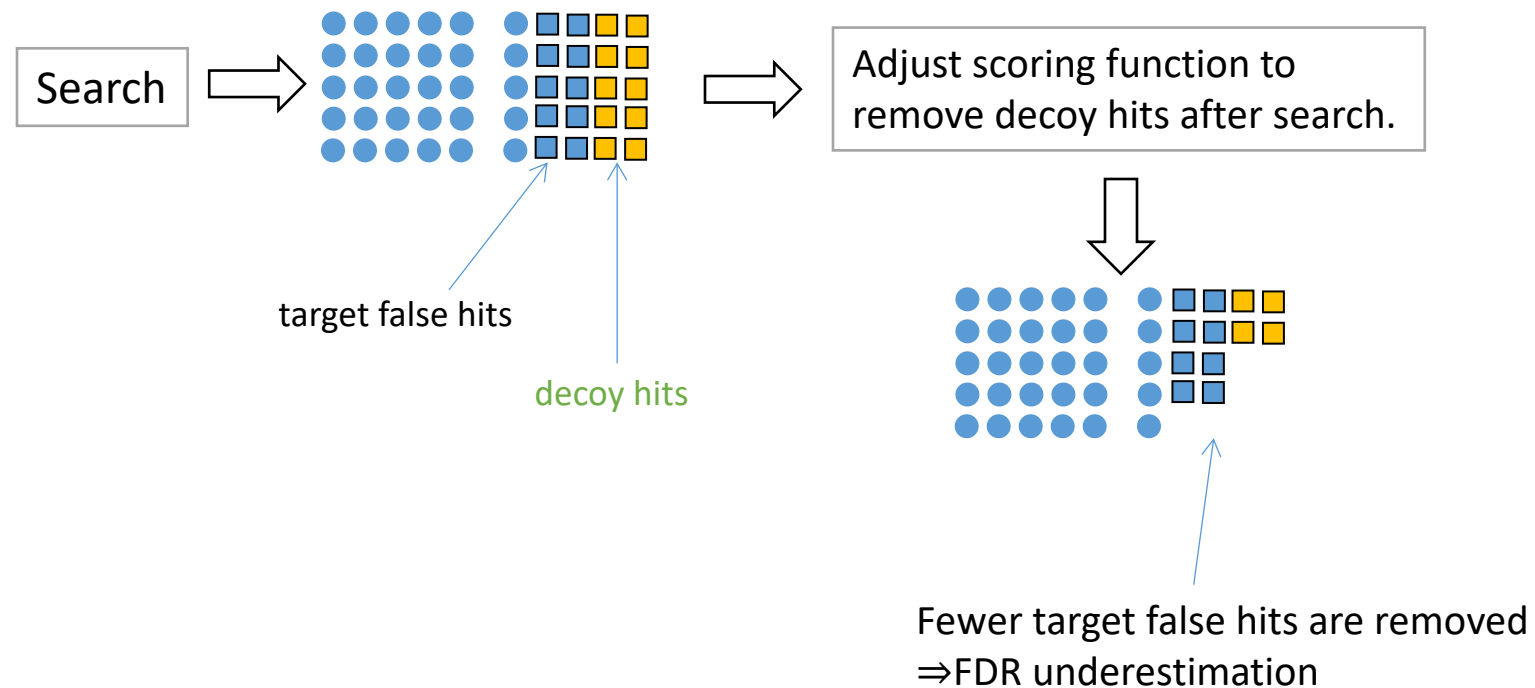 Search
Adjust scoring function to
remove decoy hits after search.
target false hits
decoy hits
Fewer target false hits are removed
⇒FDR underestimation